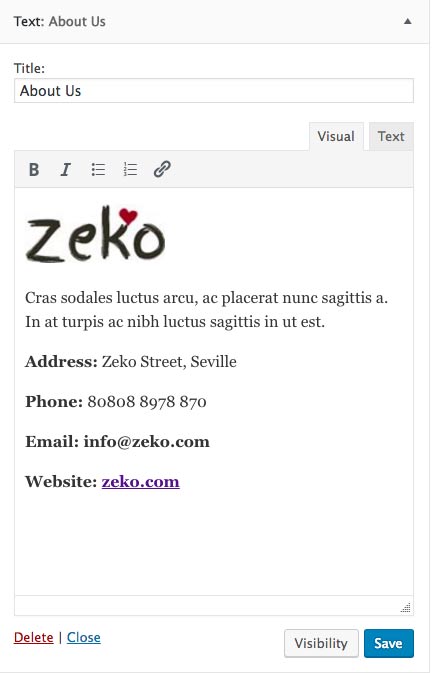 Text: About Us
Title:
About Us
Visual Text
B I
zeko
Cras sodales luctus arcu, ac placerat nunc sagittis a.
In at turpis ac nibh luctus sagittis in ut est.
Address: Zeko Street, Seville
Phone: 80808 8978 870
Email: info@zeko.com
Website: zeko.com
Delete | Close Visibility Save